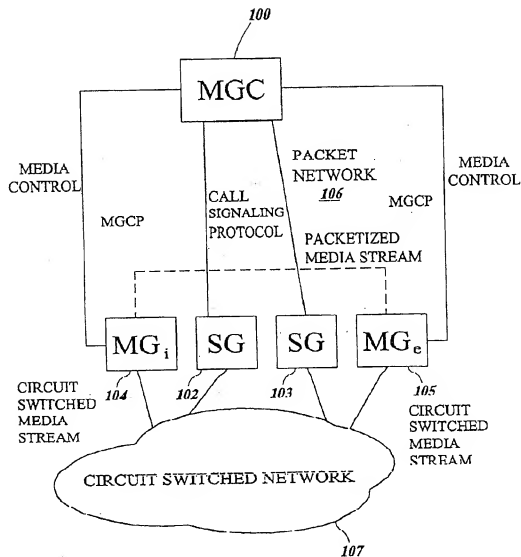 100
MGC
MEDIA
CONTROL
PACKET
NETWORK
106
MEDIA
CONTROL
MGCP
CALL
SIGNALING
PROTOCOL
MGCP
PACKETIZED
MEDIA STREAM
MGi
SG
SG
MGe
104
102
103
105
CIRCUIT
SWITCHED
MEDIA
STREAM
CIRCUIT
SWITCHED
MEDIA
STREAM
CIRCUIT SWITCHED NETWORK
107